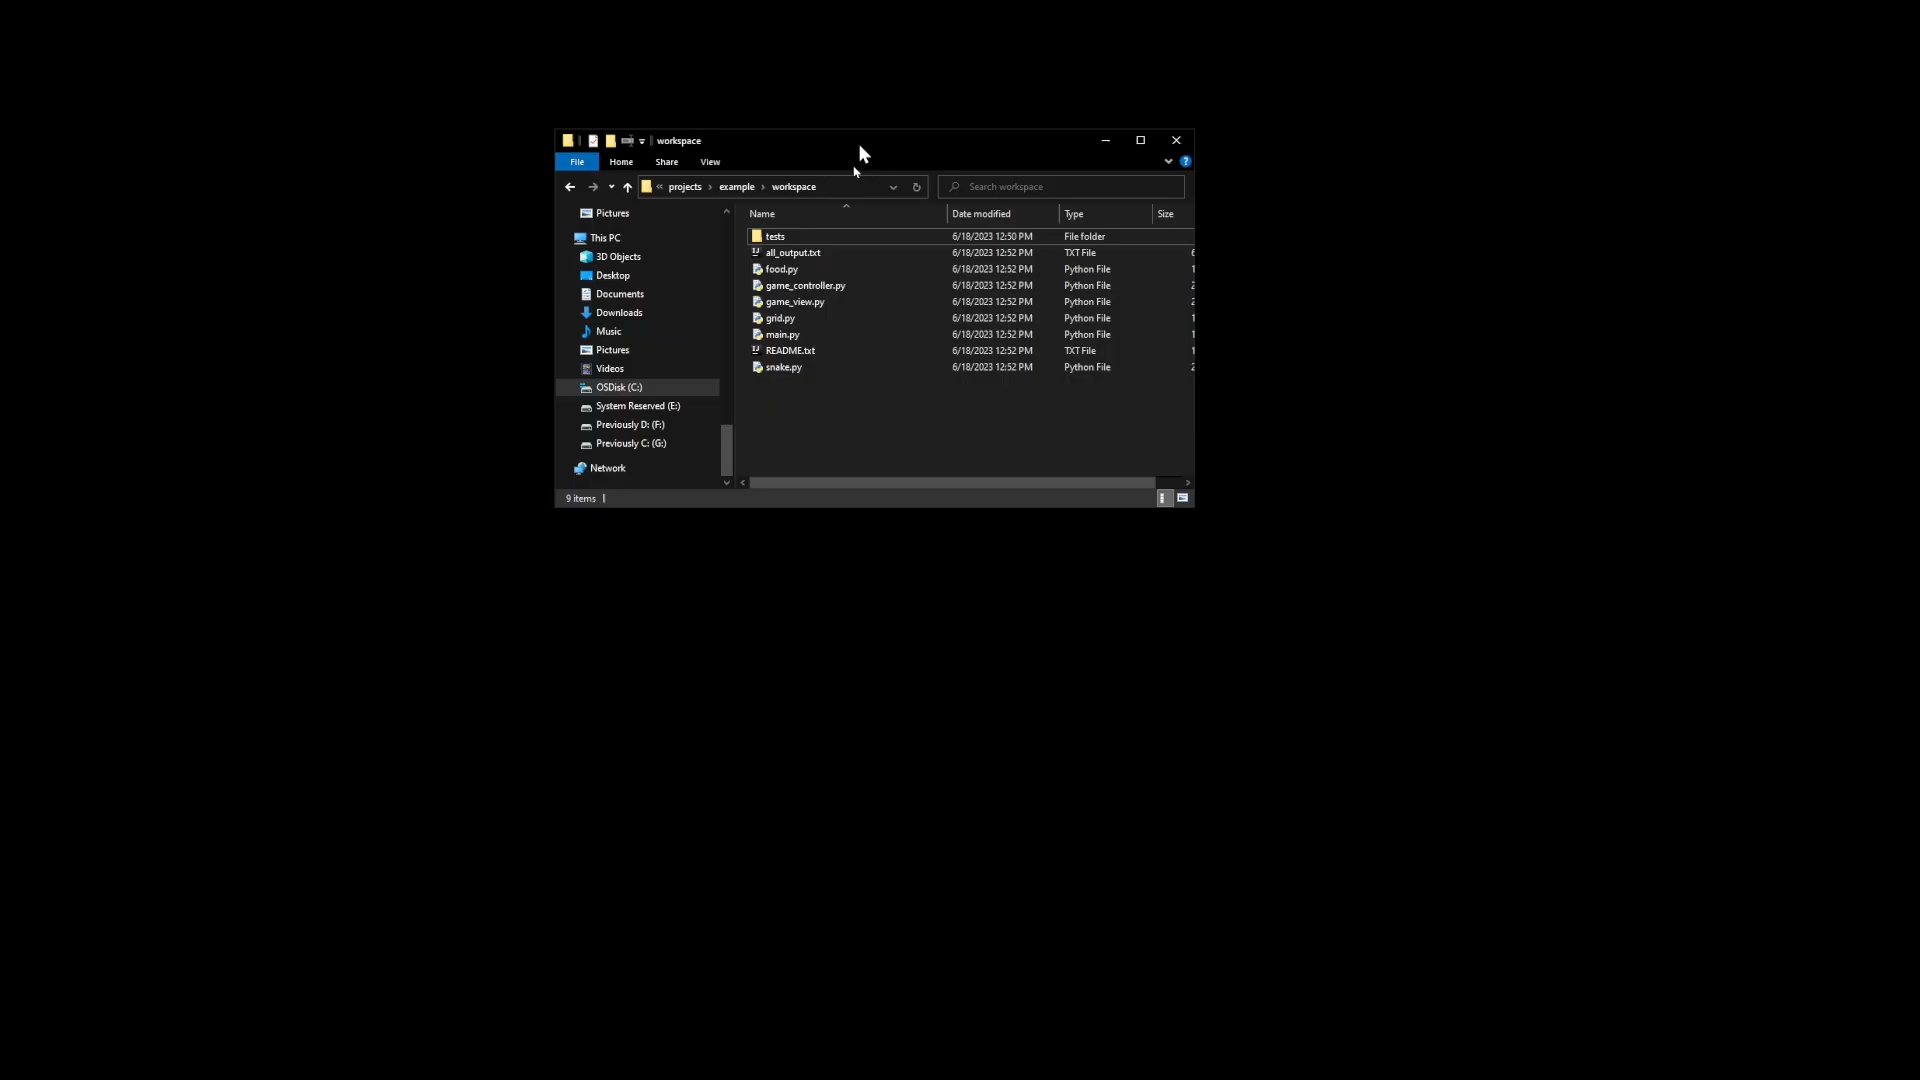 workspace
File Home Share View
« projects › example › workspace
Search workspace
Pictures
This PC
3D Objects
Desktop
Documents
Downloads
Music
Pictures
Videos
OSDisk (C:)
System Reserved (E:)
Previously D: (F:)
Previously C: (G:)
Network
Name Date modified Type Size
tests 6/18/2023 12:50 PM File folder
all_output.txt 6/18/2023 12:52 PM TXT File
food.py 6/18/2023 12:52 PM Python File
game_controller.py 6/18/2023 12:52 PM Python File
game_view.py 6/18/2023 12:52 PM Python File
grid.py 6/18/2023 12:52 PM Python File
main.py 6/18/2023 12:52 PM Python File
README.txt 6/18/2023 12:52 PM TXT File
snake.py 6/18/2023 12:52 PM Python File
9 items